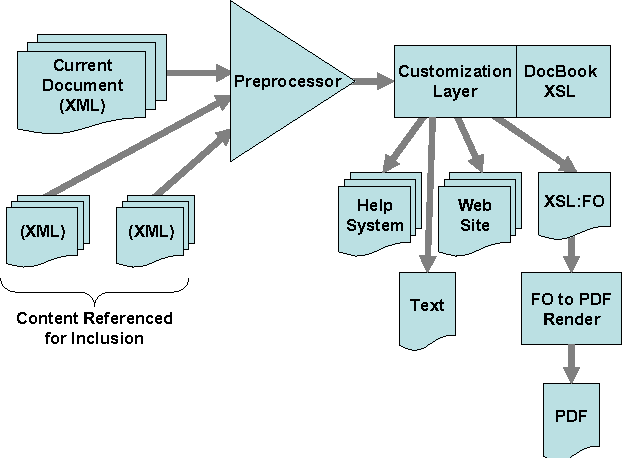 Current
Document
(XML)
Preprocessor
Customization
Layer
DocBook
XSL
(XML)
(XML)
Content Referenced
for Inclusion
Help
System
Web
Site
XSL:FO
Text
FO to PDF
Render
PDF